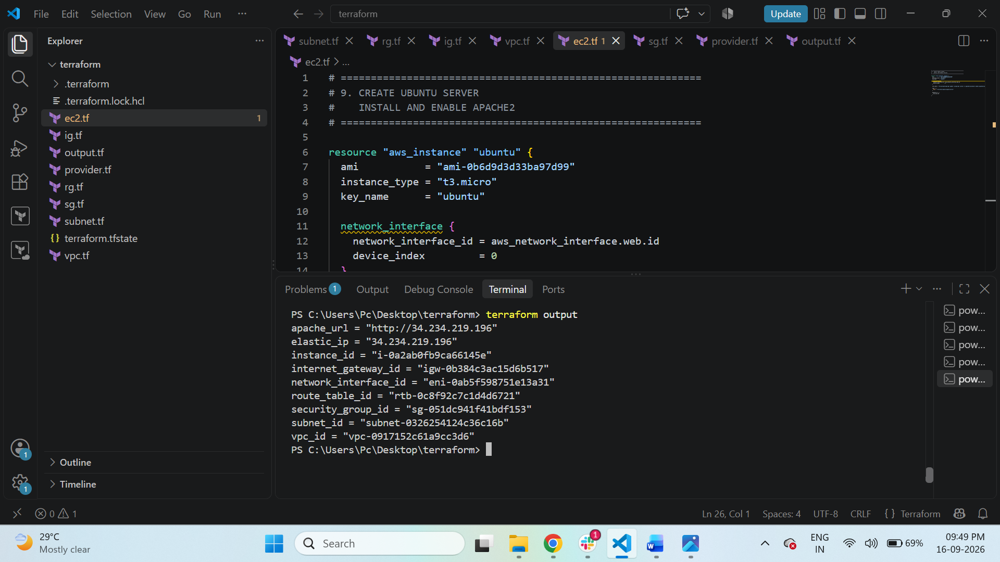 File Edit Selection View Go Run ···
terraform
Update
Explorer
terraform
.terraform
.terraform.lock.hcl
ec2.tf 1
ig.tf
output.tf
provider.tf
rg.tf
sg.tf
subnet.tf
{} terraform.tfstate
vpc.tf
Outline
Timeline
1
1
subnet.tf rg.tf ig.tf vpc.tf ec2.tf 1 sg.tf provider.tf output.tf
ec2.tf > ...
1 # ============================================================
2 # 9. CREATE UBUNTU SERVER
3 #    INSTALL AND ENABLE APACHE2
4 # ============================================================
5
6 resource "aws_instance" "ubuntu" {
7   ami           = "ami-0b6d9d3d33ba97d99"
8   instance_type = "t3.micro"
9   key_name      = "ubuntu"
10
11   network_interface {
12     network_interface_id = aws_network_interface.web.id
13     device_index         = 0
14   }
Problems 1 Output Debug Console Terminal Ports
PS C:\Users\Pc\Desktop\terraform> terraform output
apache_url = "http://34.234.219.196"
elastic_ip = "34.234.219.196"
instance_id = "i-0a2ab0fb9ca66145e"
internet_gateway_id = "igw-0b384c3ac15d6b517"
network_interface_id = "eni-0ab5f598751e13a31"
route_table_id = "rtb-0c8f92c7c1d4d6721"
security_group_id = "sg-051dc941f41bdf153"
subnet_id = "subnet-0326254124c36c16b"
vpc_id = "vpc-0917152c61a9cc3d6"
PS C:\Users\Pc\Desktop\terraform>
pow...
pow...
pow...
pow...
pow...
0 1
Ln 26, Col 1 Spaces: 4 UTF-8 CRLF {} Terraform
29°C
Mostly clear
Search
1
ENG
IN
69%
09:49 PM
16-09-2026